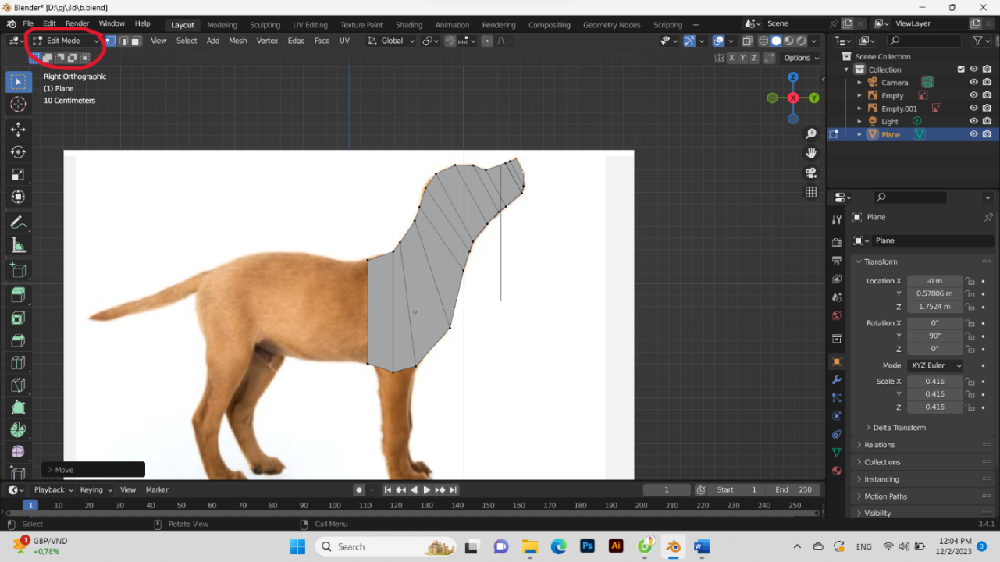 Blender* [D:\pj\3d\b.blend]
File Edit Render Window Help Layout Modeling Sculpting UV Editing Texture Paint Shading Animation Rendering Compositing Geometry Nodes Scripting Scene ViewLayer
Edit Mode View Select Add Mesh Vertex Edge Face UV Global
X Y Z Options
Right Orthographic
(1) Plane
10 Centimeters
Z
X
Y
Scene Collection
Collection
Camera
Empty
Empty.001
Light
Plane
Plane
Plane
Transform
Location X -0 m
Y 0.57806 m
Z 1.7524 m
Rotation X 0°
Y 90°
Z 0°
Mode XYZ Euler
Scale X 0.416
Y 0.416
Z 0.416
Delta Transform
Relations
Collections
Instancing
Motion Paths
Visibility
Move
Playback Keying View Marker 1 Start 1 End 250
1 10 20 30 40 50 60 70 80 90 100 110 120 130 140 150 160 170 180 190 200 210 220 230 240 250
Select Rotate View Call Menu 3.4.1
1 GBP/VND
+0,78%
Search
Ps Ai W
ENG
12:04 PM
12/2/2023
3